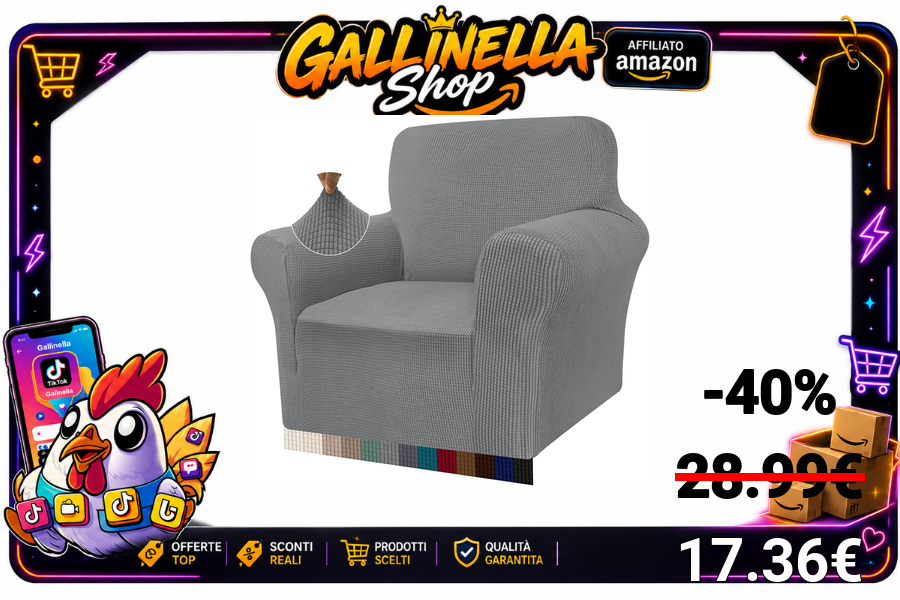 GALLINELLA
Shop
AFFILIATO
amazon
Gallinella
TikTok
Gallinella
-40%
28.99€
17.36€
OFFERTE
TOP
SCONTI
REALI
PRODOTTI
SCELTI
QUALITÀ
GARANTITA